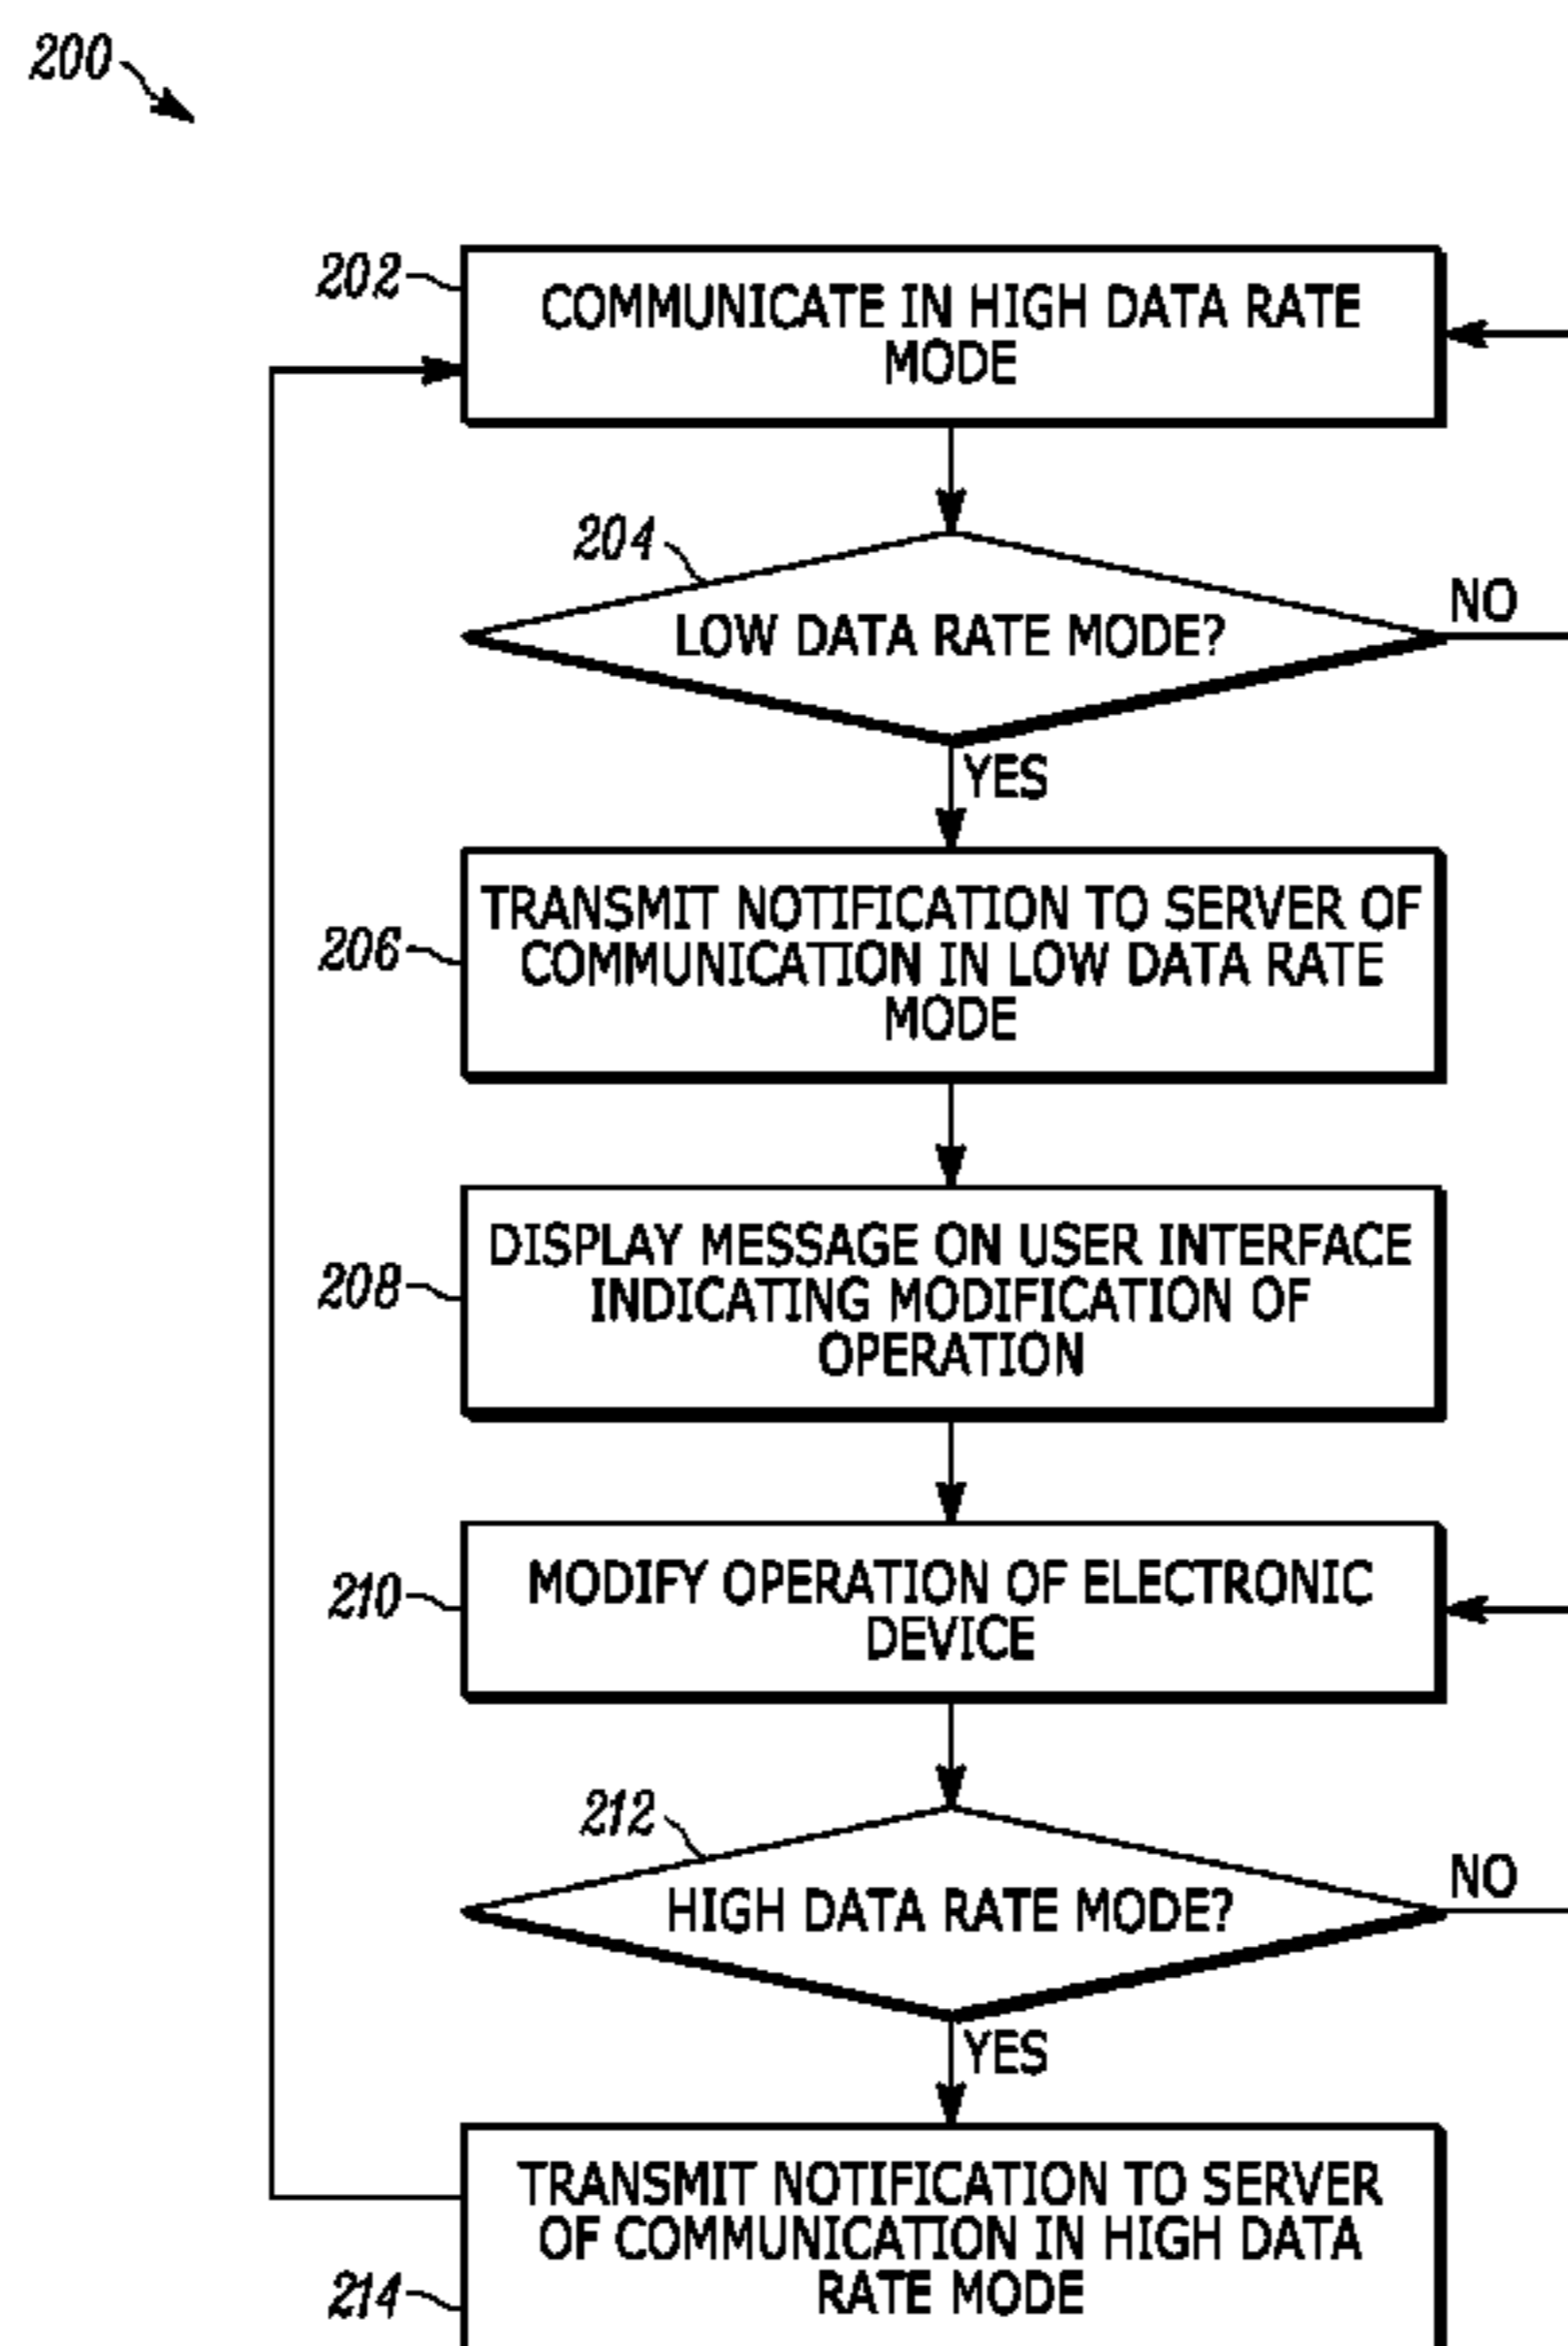 200
202
COMMUNICATE IN HIGH DATA RATE
MODE
204
LOW DATA RATE MODE?
NO
YES
206
TRANSMIT NOTIFICATION TO SERVER OF
COMMUNICATION IN LOW DATA RATE
MODE
208
DISPLAY MESSAGE ON USER INTERFACE
INDICATING MODIFICATION OF
OPERATION
210
MODIFY OPERATION OF ELECTRONIC
DEVICE
212
HIGH DATA RATE MODE?
NO
YES
214
TRANSMIT NOTIFICATION TO SERVER
OF COMMUNICATION IN HIGH DATA
RATE MODE